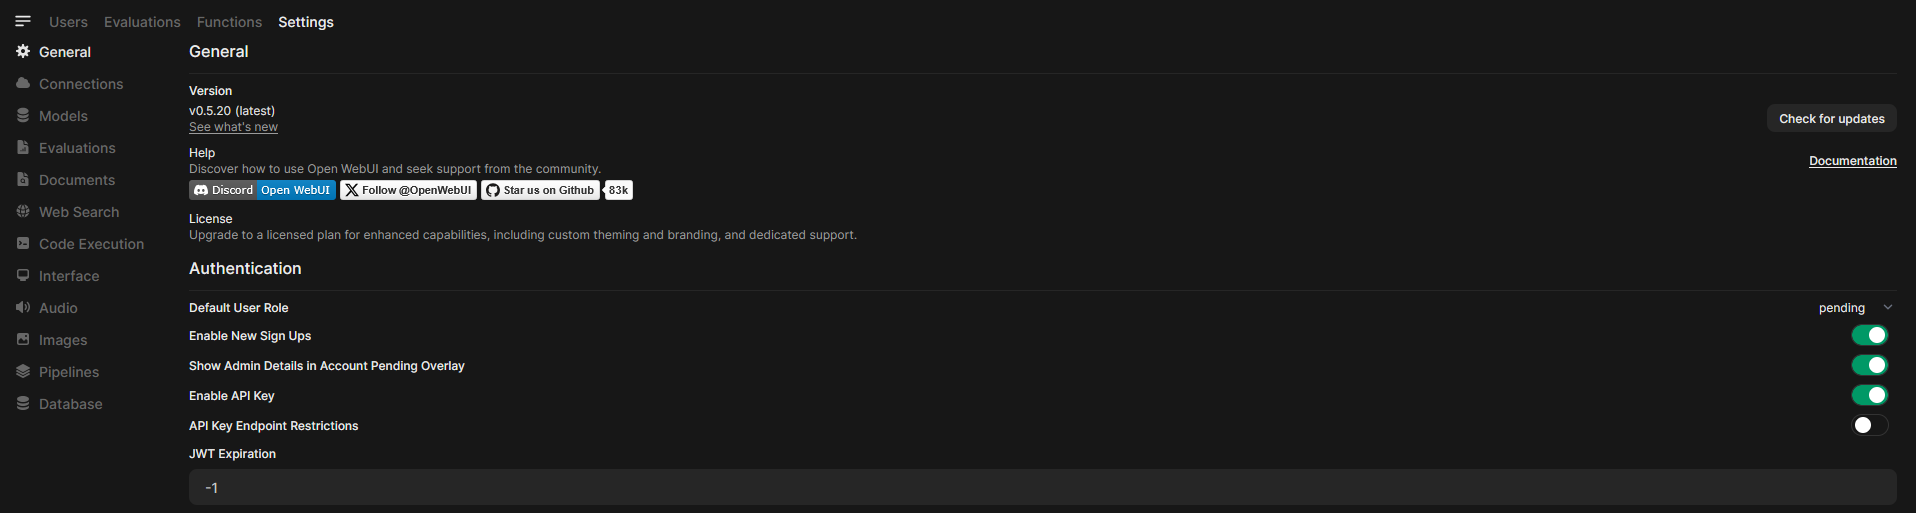 Users Evaluations Functions Settings
General
Connections
Models
Evaluations
Documents
Web Search
Code Execution
Interface
Audio
Images
Pipelines
Database
General
Version
v0.5.20 (latest)
See what's new
Check for updates
Help
Discover how to use Open WebUI and seek support from the community.
Documentation
Discord Open WebUI Follow @OpenWebUI Star us on Github 83k
License
Upgrade to a licensed plan for enhanced capabilities, including custom theming and branding, and dedicated support.
Authentication
Default User Role pending
Enable New Sign Ups
Show Admin Details in Account Pending Overlay
Enable API Key
API Key Endpoint Restrictions
JWT Expiration
-1